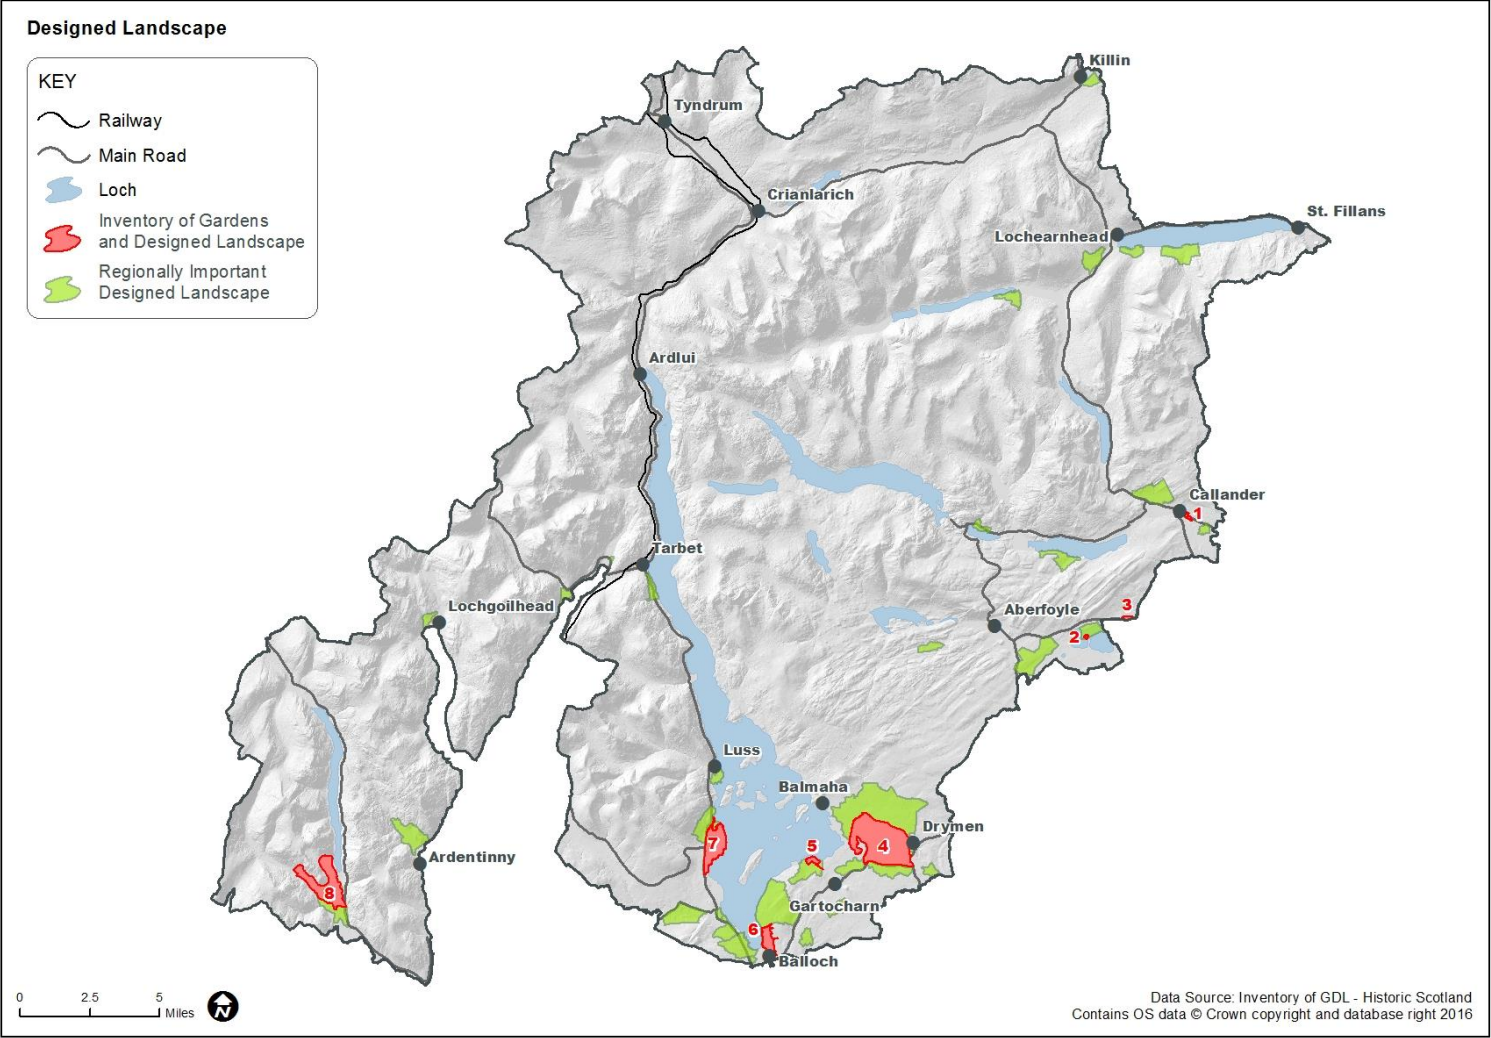 Designed Landscape
KEY
Railway
Main Road
Loch
Inventory of Gardens
and Designed Landscape
Regionally Important
Designed Landscape
Killin
Tyndrum
Crianlarich
St. Fillans
Lochearnhead
Ardlui
Callander
1
Tarbet
Lochgoilhead
Aberfoyle
3
2
Luss
Balmaha
Drymen
7
5
4
Ardentinny
8
Gartocharn
6
Balloch
0 2.5 5
Miles
N
Data Source: Inventory of GDL - Historic Scotland
Contains OS data © Crown copyright and database right 2016